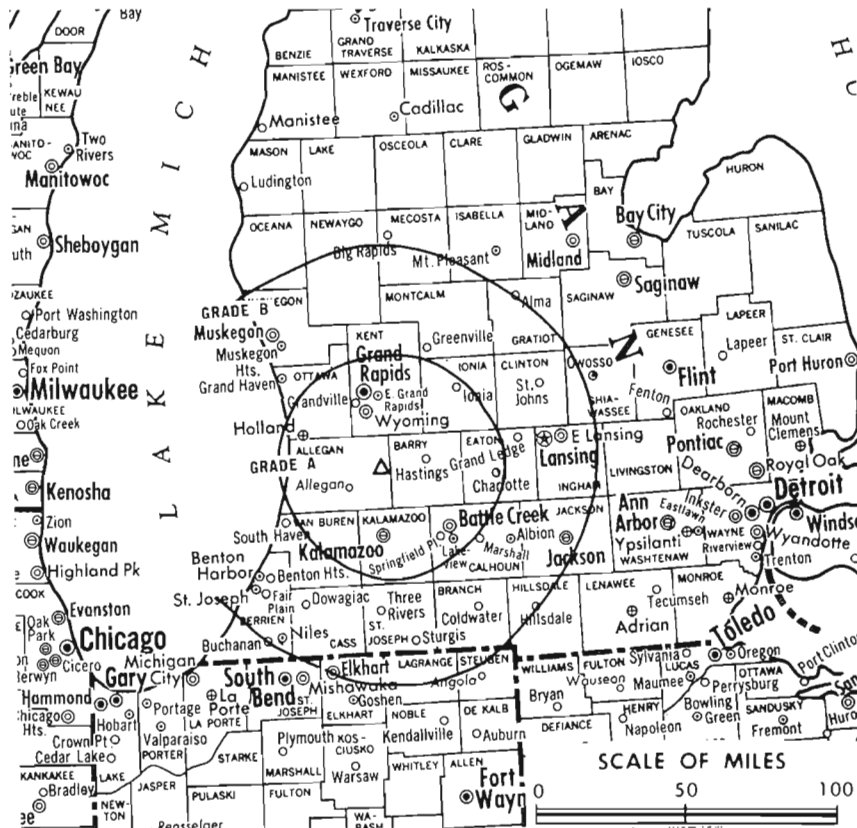 Bay
DOOR
Green Bay
KEWAU
NEE
Two
Rivers
Manitowoc
Sheboygan
Port Washington
Cedarburg
Mequon
Fox Point
Milwaukee
Oak Creek
Kenosha
Zion
Waukegan
Highland Pk
COOK
Evanston
Oak
Park
Chicago
Cicero
LAKE MICH
HU
Traverse City
BENZIE
GRAND
TRAVERSE
KALKASKA
MANISTEE
WEXFORD
MISSAUKEE
ROS-
COMMON
OGEMAW
IOSCO
G
A
N
Manistee
Cadillac
MASON
LAKE
OSCEOLA
CLARE
GLADWIN
ARENAC
HURON
Ludington
BAY
OCEANA
NEWAYGO
MECOSTA
ISABELLA
MID-
LAND
Bay City
TUSCOLA
SANILAC
Big Rapids
Mt. Pleasant
Midland
Saginaw
SAGINAW
MONTCALM
Alma
GRADE B
Muskegon
Muskegon
Hts.
Grand Haven
KENT
Grand
Rapids
Greenville
GRATIOT
GENESEE
LAPEER
Lapeer
ST. CLAIR
Port Huron
OTTAWA
Grandville
E. Grand
Rapids
Wyoming
IONIA
Ionia
CLINTON
St.
Johns
Owosso
SHIA-
WASSEE
Flint
Fenton
Holland
OAKLAND
Rochester
MACOMB
Mount
Clemens
Pontiac
Royal Oak
ALLEGAN
GRADE A
Allegan
BARRY
Hastings
EATON
Grand Ledge
Charlotte
Lansing
E Lansing
INGHAM
LIVINGSTON
Dearborn
Detroit
Inkster
Windso
South Haven
VAN BUREN
KALAMAZOO
Kalamazoo
Battle Creek
Springfield Pl
Lake-
view
Marshall
CALHOUN
Albion
JACKSON
Jackson
Ann
Arbor
Eastlawn
Ypsilanti
WASHTENAW
WAYNE
Riverview
Wyandotte
Trenton
Benton
Harbor
Benton Hts.
St. Joseph
Fair
Plain
BERRIEN
Dowagiac
Three
Rivers
BRANCH
Coldwater
HILLSDALE
Hillsdale
LENAWEE
Tecumseh
Adrian
MONROE
Monroe
Buchanan
Niles
CASS
ST.
JOSEPH
Sturgis
Toledo
Michigan
City
Gary
South
Bend
Elkhart
Mishawaka
LAGRANGE
STEUBEN
Angola
WILLIAMS
Bryan
FULTON
Wauseon
Sylvania
LUCAS
Maumee
Oregon
Perrysburg
OTTAWA
Port Clinton
Hammond
Chicago
Hts.
Hobart
Portage
La
Porte
LA PORTE
ST.
JOSEPH
Goshen
ELKHART
NOBLE
Kendallville
DE KALB
Auburn
DEFIANCE
HENRY
Napoleon
Bowling
Green
SANDUSKY
Fremont
Crown Pt
Cedar Lake
Valparaiso
PORTER
STARKE
Plymouth
MARSHALL
KOS-
CIUSKO
Warsaw
WHITLEY
ALLEN
Fort
Wayn
KANKAKEE
Bradley
LAKE
NEW-
TON
JASPER
PULASKI
FULTON
WA-
BASH
Rensselaer
SCALE OF MILES
0 50 100